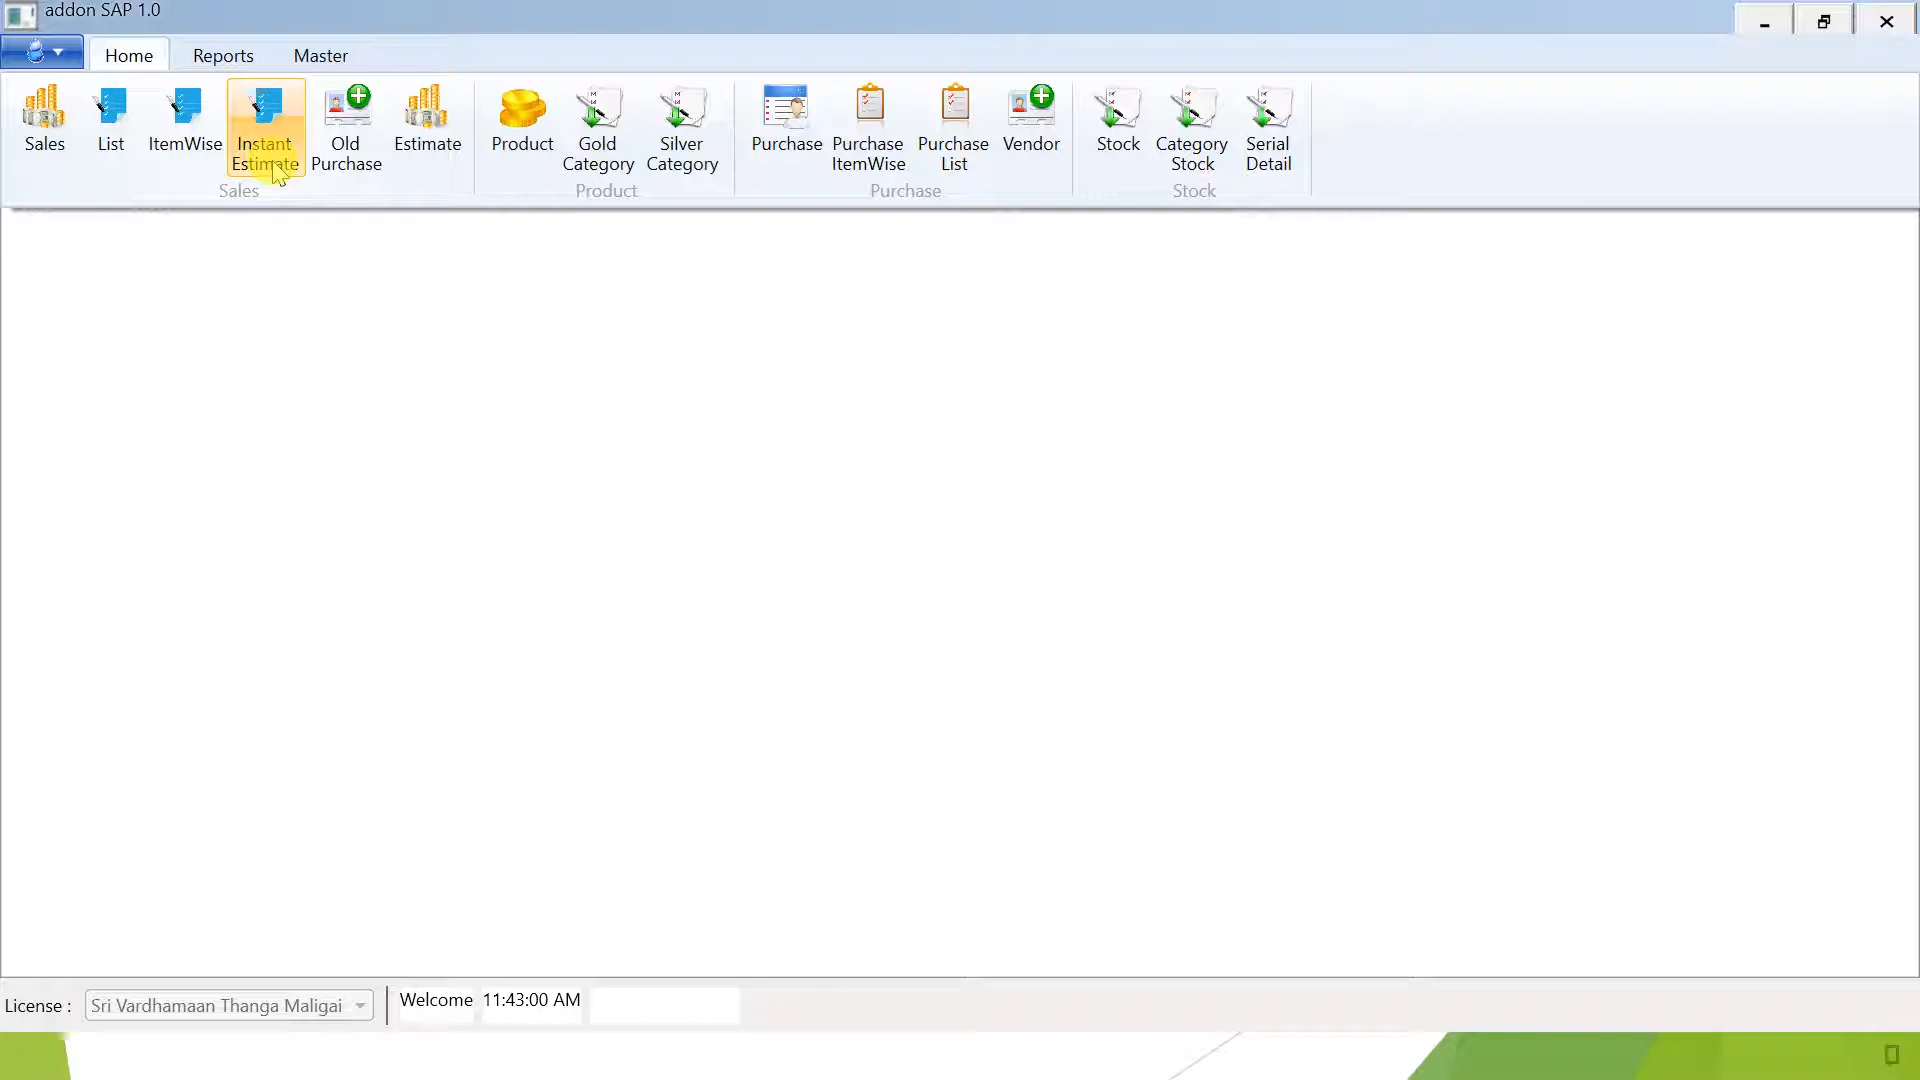 addon SAP 1.0
Home Reports Master
Sales List ItemWise Instant Estimate Old Purchase Estimate
Sales
Product Gold Category Silver Category
Product
Purchase Purchase ItemWise Purchase List Vendor
Purchase
Stock Category Stock Serial Detail
Stock
License : Sri Vardhamaan Thanga Maligai Welcome 11:43:00 AM